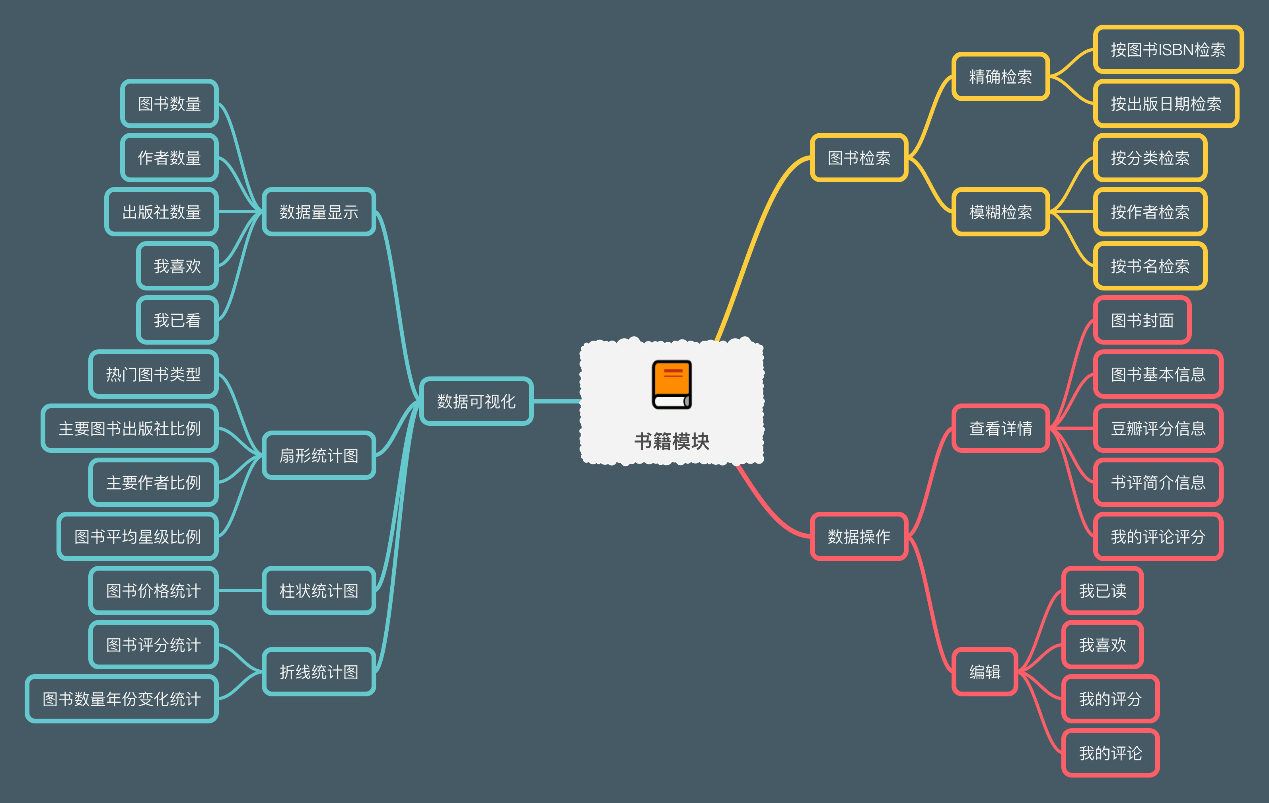 书籍模块
图书检索
精确检索
按图书ISBN检索
按出版日期检索
模糊检索
按分类检索
按作者检索
按书名检索
数据操作
查看详情
图书封面
图书基本信息
豆瓣评分信息
书评简介信息
我的评论评分
编辑
我已读
我喜欢
我的评分
我的评论
数据可视化
数据量显示
图书数量
作者数量
出版社数量
我喜欢
我已看
扇形统计图
热门图书类型
主要图书出版社比例
主要作者比例
图书平均星级比例
柱状统计图
图书价格统计
折线统计图
图书评分统计
图书数量年份变化统计